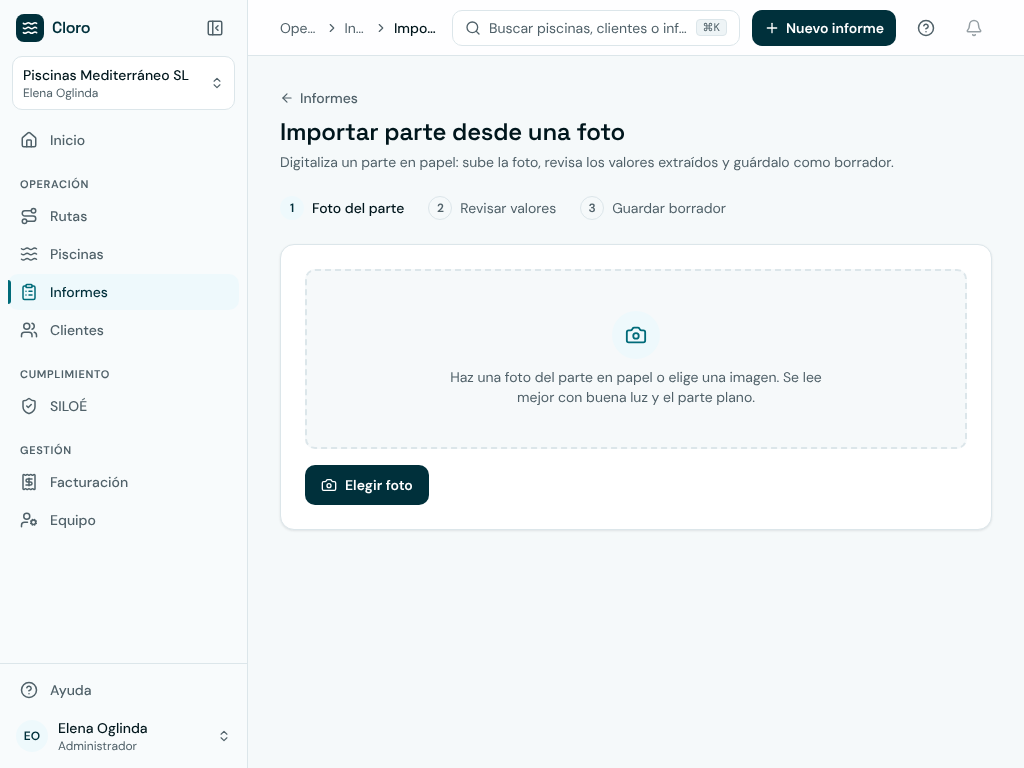 Cloro
Piscinas Mediterráneo SL
Elena Oglinda
Inicio
OPERACIÓN
Rutas
Piscinas
Informes
Clientes
CUMPLIMIENTO
SILOÉ
GESTIÓN
Facturación
Equipo
Ayuda
EO
Elena Oglinda
Administrador
Ope… > In… > Impo…
Buscar piscinas, clientes o inf… ⌘K
+ Nuevo informe
← Informes
Importar parte desde una foto
Digitaliza un parte en papel: sube la foto, revisa los valores extraídos y guárdalo como borrador.
1 Foto del parte 2 Revisar valores 3 Guardar borrador
Haz una foto del parte en papel o elige una imagen. Se lee
mejor con buena luz y el parte plano.
Elegir foto